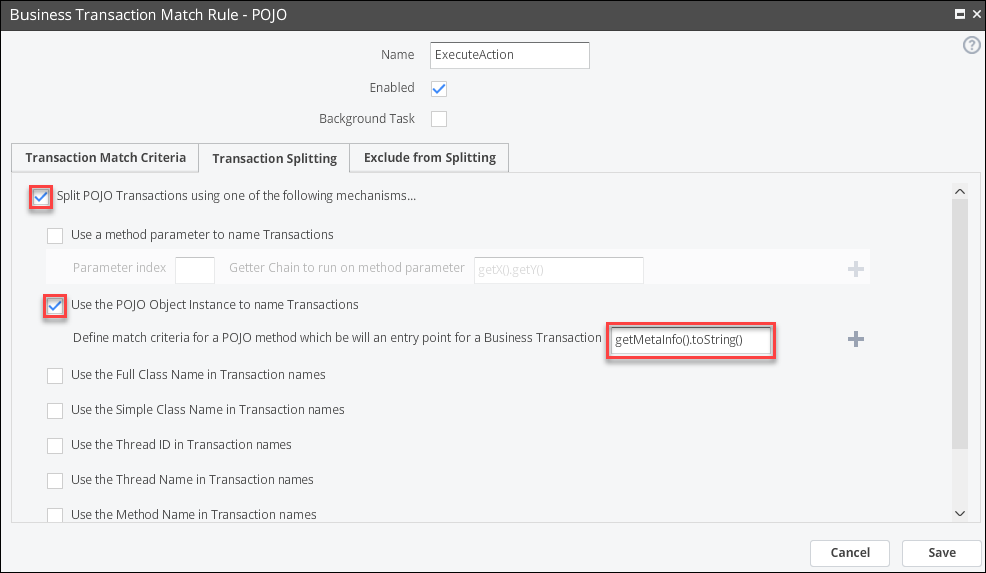 Business Transaction Match Rule - POJO
Name ExecuteAction
Enabled
Background Task
Transaction Match Criteria Transaction Splitting Exclude from Splitting
Split POJO Transactions using one of the following mechanisms...
Use a method parameter to name Transactions
Parameter index Getter Chain to run on method parameter getX().getY()
Use the POJO Object Instance to name Transactions
Define match criteria for a POJO method which be will an entry point for a Business Transaction getMetaInfo().toString()
Use the Full Class Name in Transaction names
Use the Simple Class Name in Transaction names
Use the Thread ID in Transaction names
Use the Thread Name in Transaction names
Use the Method Name in Transaction names
Cancel Save